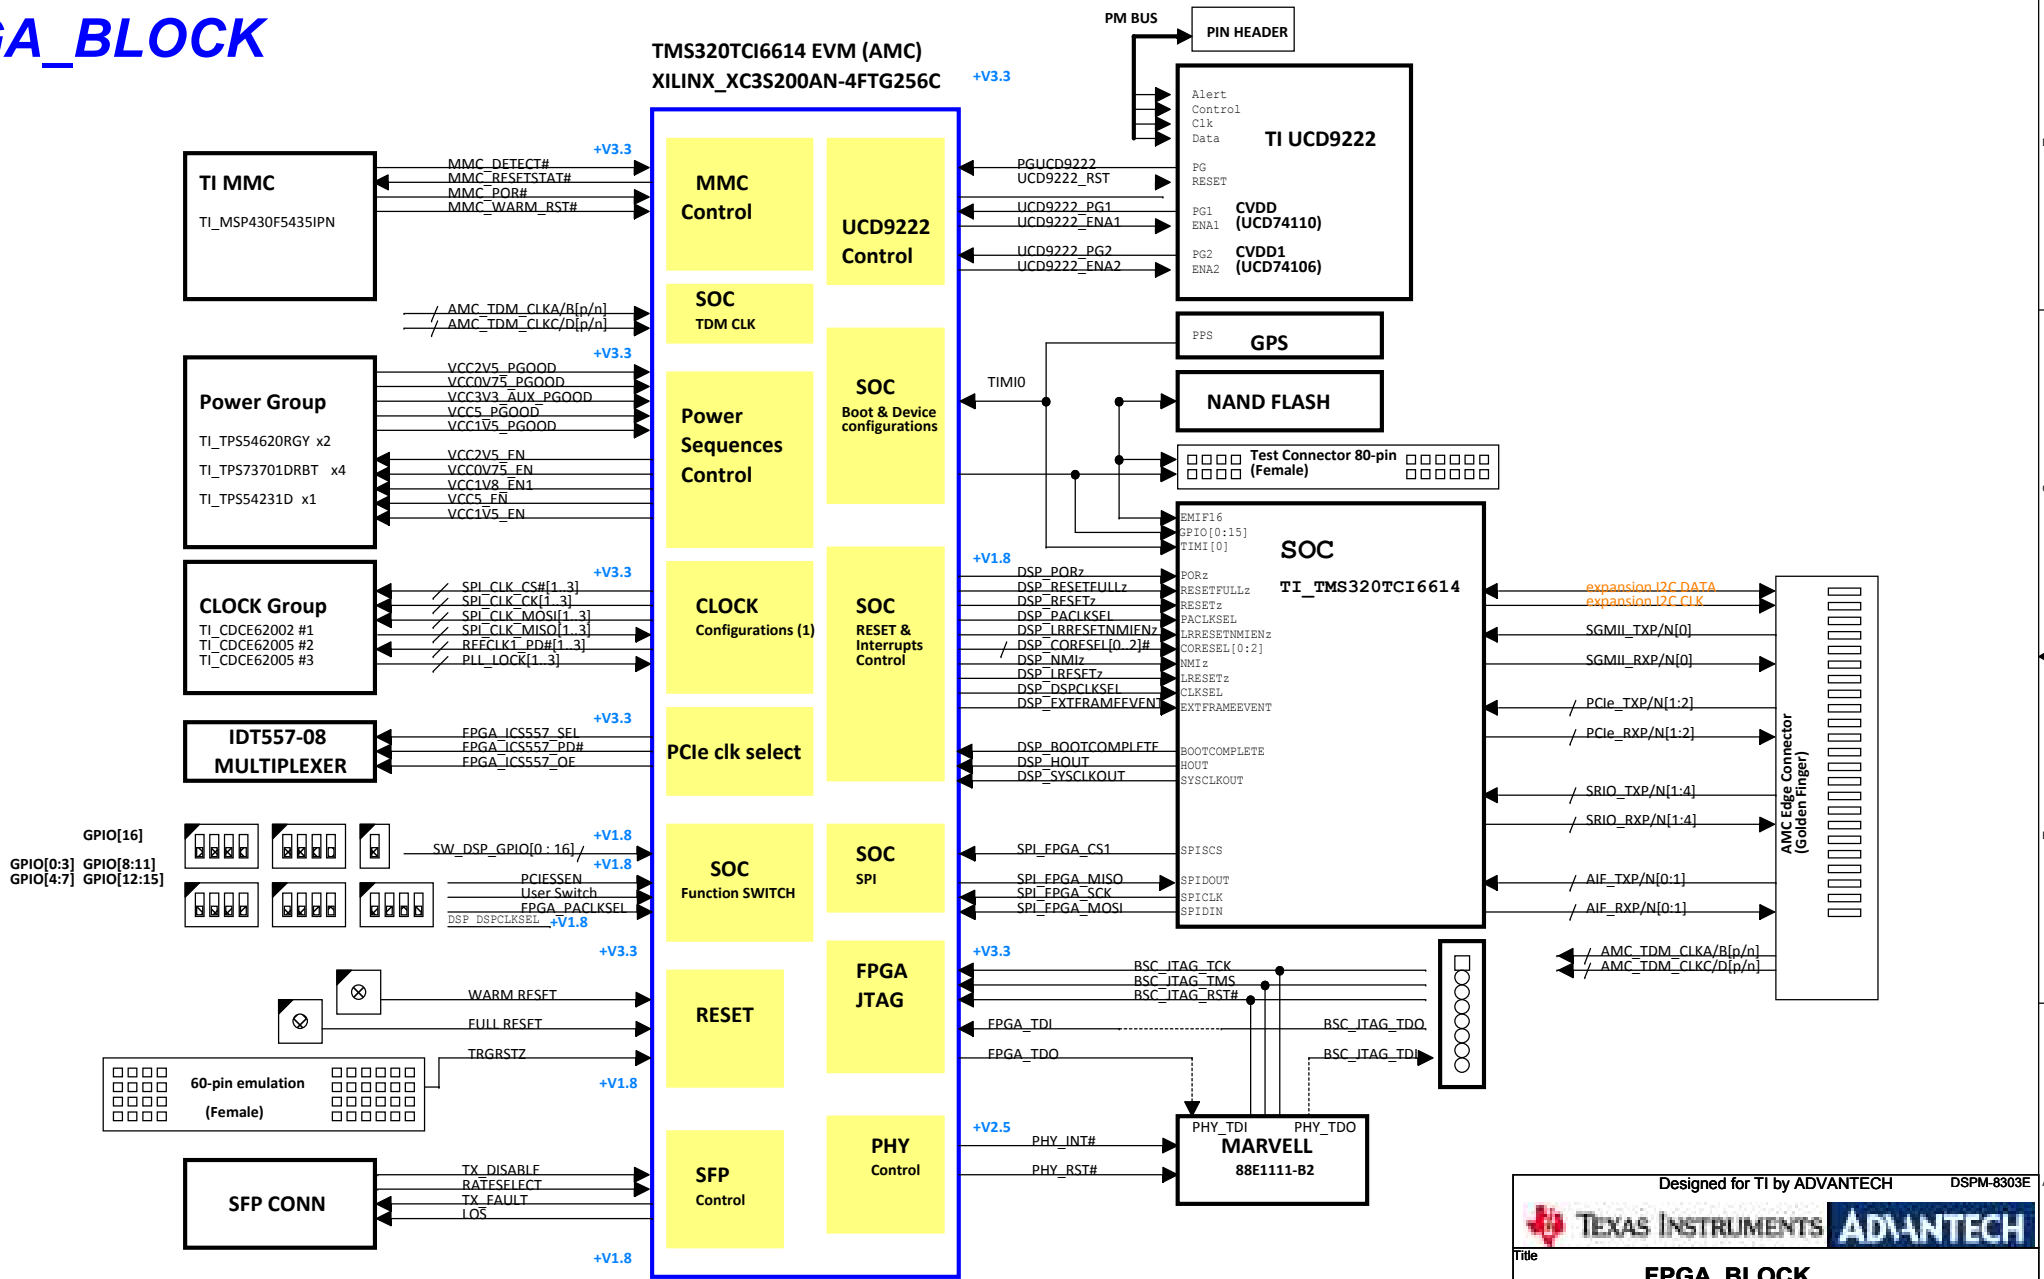 GA_BLOCK
TMS320TCI6614 EVM (AMC)
XILINX_XC3S200AN-4FTG256C
+V3.3
PM BUS
PIN HEADER
Alert
Control
Clk
Data
TI UCD9222
PG
RESET
PG1
ENA1
CVDD
(UCD74110)
PG2
ENA2
CVDD1
(UCD74106)
PGUCD9222
UCD9222_RST
UCD9222_PG1
UCD9222_ENA1
UCD9222_PG2
UCD9222_ENA2
UCD9222
Control
TI MMC
TI_MSP430F5435IPN
+V3.3
MMC_DETECT#
MMC_RESETSTAT#
MMC_POR#
MMC_WARM_RST#
MMC
Control
AMC_TDM_CLKA/B[p/n]
AMC_TDM_CLKC/D[p/n]
SOC
TDM CLK
PPS
GPS
TIMI0
NAND FLASH
Test Connector 80-pin
(Female)
SOC
Boot & Device
configurations
Power Group
TI_TPS54620RGY x2
TI_TPS73701DRBT x4
TI_TPS54231D x1
+V3.3
VCC2V5_PGOOD
VCC0V75_PGOOD
VCC3V3_AUX_PGOOD
VCC5_PGOOD
VCC1V5_PGOOD
VCC2V5_EN
VCC0V75_EN
VCC1V8_EN1
VCC5_EN
VCC1V5_EN
Power
Sequences
Control
CLOCK Group
TI_CDCE62002 #1
TI_CDCE62005 #2
TI_CDCE62005 #3
+V3.3
SPI_CLK_CS#[1..3]
SPI_CLK_CK[1..3]
SPI_CLK_MOSI[1..3]
SPI_CLK_MISO[1..3]
REFCLK1_PD#[1..3]
PLL_LOCK[1..3]
CLOCK
Configurations (1)
SOC
RESET &
Interrupts
Control
+V1.8
DSP_PORz
DSP_RESETFULLz
DSP_RESETz
DSP_PACLKSEL
DSP_LRRESETNMIENz
DSP_CORESEL[0..2]#
DSP_NMIz
DSP_LRESETz
DSP_DSPCLKSEL
DSP_EXTFRAMEEVENT
DSP_BOOTCOMPLETE
DSP_HOUT
DSP_SYSCLKOUT
EMIF16
GPIO[0:15]
TIMI[0]
SOC
TI_TMS320TCI6614
PORz
RESETFULLz
RESETz
PACLKSEL
LRRESETNMIENz
CORESEL[0:2]
NMIz
LRESETz
CLKSEL
EXTFRAMEEVENT
BOOTCOMPLETE
HOUT
SYSCLKOUT
SPISCS
SPIDOUT
SPICLK
SPIDIN
expansion I2C DATA
expansion I2C CLK
SGMII_TXP/N[0]
SGMII_RXP/N[0]
PCIe_TXP/N[1:2]
PCIe_RXP/N[1:2]
SRIO_TXP/N[1:4]
SRIO_RXP/N[1:4]
AIF_TXP/N[0:1]
AIF_RXP/N[0:1]
AMC_TDM_CLKA/B[p/n]
AMC_TDM_CLKC/D[p/n]
AMC Edge Connector
(Golden Finger)
IDT557-08
MULTIPLEXER
+V3.3
FPGA_ICS557_SEL
FPGA_ICS557_PD#
FPGA_ICS557_OE
PCIe clk select
GPIO[16]
GPIO[0:3] GPIO[8:11]
GPIO[4:7] GPIO[12:15]
+V1.8
SW_DSP_GPIO[0 : 16]
+V1.8
PCIESSEN
User Switch
FPGA_PACLKSEL
DSP_DSPCLKSEL
+V1.8
SOC
Function SWITCH
SOC
SPI
SPI_FPGA_CS1
SPI_FPGA_MISO
SPI_FPGA_SCK
SPI_FPGA_MOSI
+V3.3
WARM RESET
FULL RESET
TRGRSTZ
+V1.8
RESET
60-pin emulation
(Female)
FPGA
JTAG
+V3.3
BSC_JTAG_TCK
BSC_JTAG_TMS
BSC_JTAG_RST#
FPGA_TDI
BSC_JTAG_TDO
FPGA_TDO
BSC_JTAG_TDI
SFP CONN
TX_DISABLE
RATESELECT
TX_FAULT
LOS
+V1.8
SFP
Control
PHY
Control
+V2.5
PHY_INT#
PHY_RST#
PHY_TDI PHY_TDO
MARVELL
88E1111-B2
Designed for TI by ADVANTECH DSPM-8303E
TEXAS INSTRUMENTS ADVANTECH
Title
FPGA_BLOCK